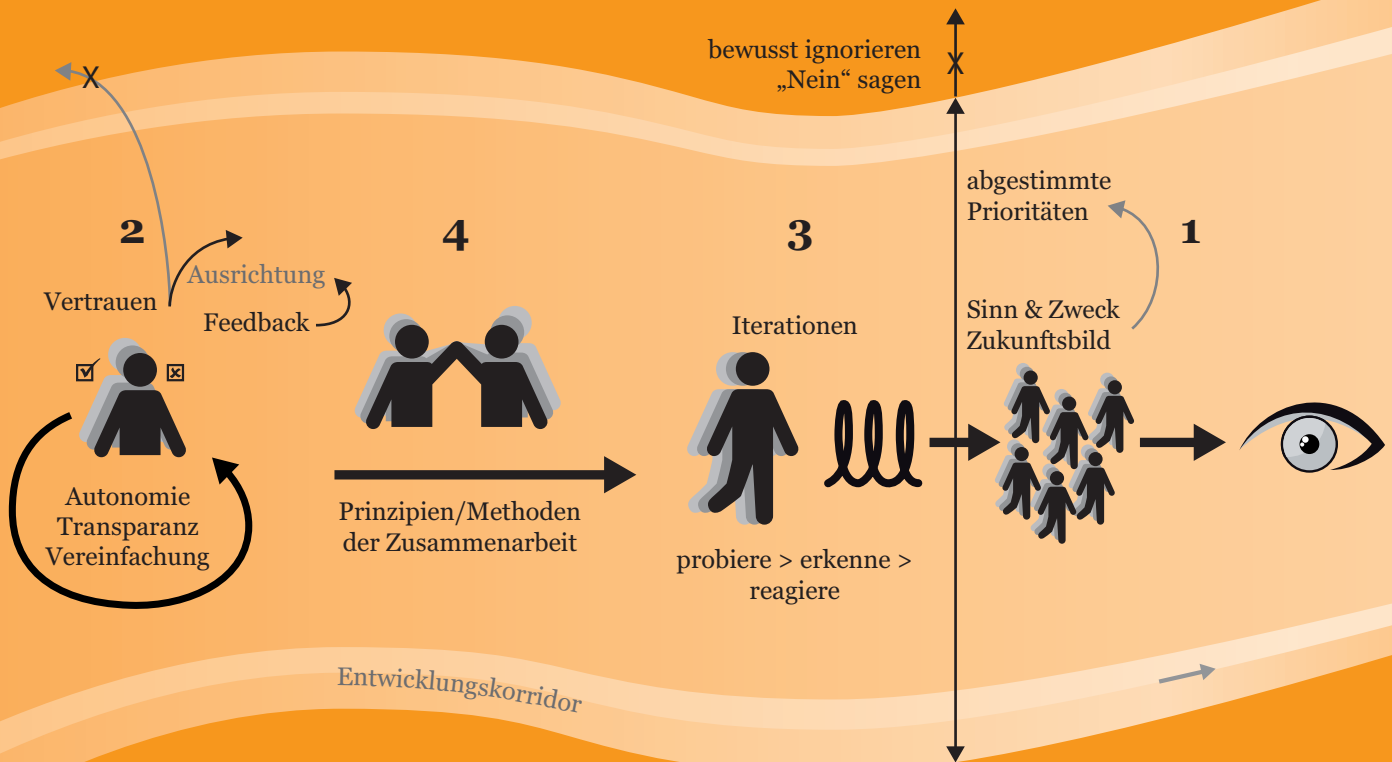 bewusst ignorieren
„Nein“ sagen
X
X
abgestimmte
Prioritäten
2
4
3
1
Ausrichtung
Vertrauen
Feedback
Iterationen
Sinn & Zweck
Zukunftsbild
Autonomie
Transparanz
Vereinfachung
Prinzipien/Methoden
der Zusammenarbeit
probiere > erkenne >
reagiere
Entwicklungskorridor